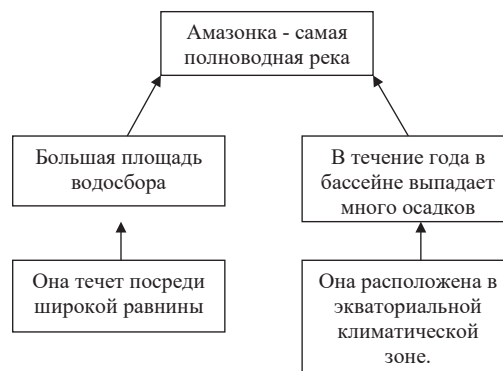 Амазонка - самая
полноводная река
Большая площадь
водосбора
В течение года в
бассейне выпадает
много осадков
Она течет посреди
широкой равнины
Она расположена в
экваториальной
климатической
зоне.